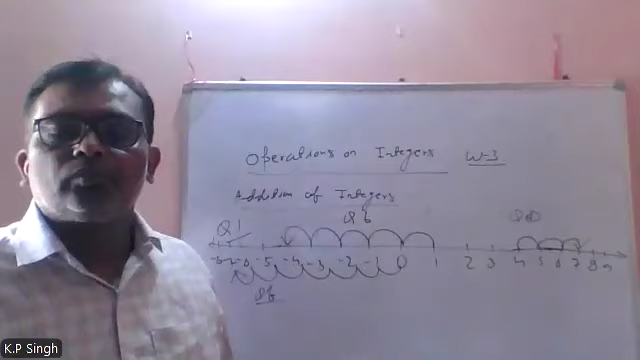 Operations on Integers W-3
Addition of Integers
Q1 Q b Q a
-5 -4 -3 -2 -1 0 1 2 3 4 5 6 7 8 9
Q b
K.P Singh